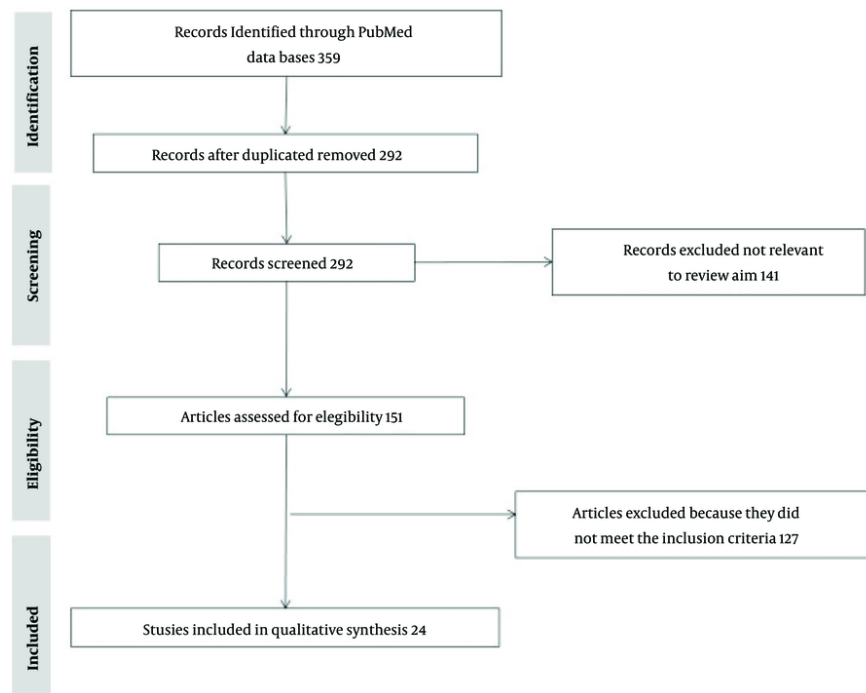 Identification
Records Identified through PubMed
data bases 359
Records after duplicated removed 292
Screening
Records screened 292
Records excluded not relevant
to review aim 141
Eligibility
Articles assessed for elegibility 151
Articles excluded because they did
not meet the inclusion criteria 127
Included
Stusies included in qualitative synthesis 24